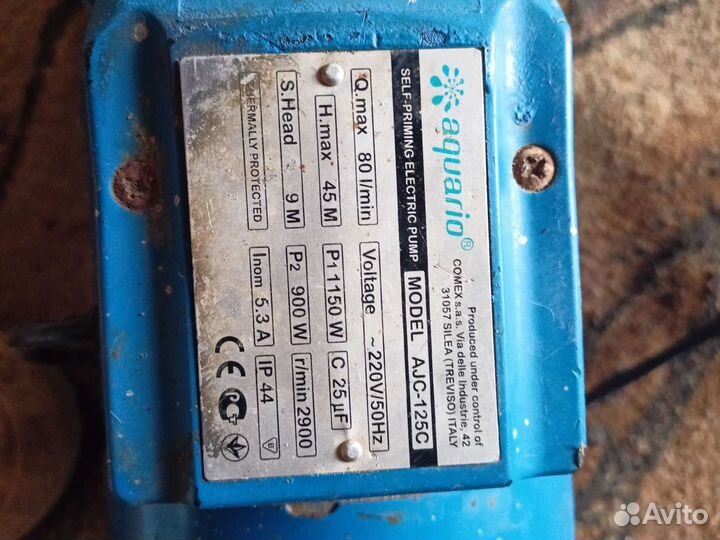 aquario®
Produced under control of
COMEX s.a.s. Via delle Industrie, 42
31057 SILEA (TREVISO) ITALY
SELF-PRIMING ELECTRIC PUMP MODEL AJC-125C
Q.max 80 l/min Voltage ~220V/50Hz
H.max 45 M P1 1150 W C 25 µF
S.Head 9 M P2 900 W r/min 2900
THERMALLY PROTECTED Inom 5.3 A IP 44 B
CE РСТ
Avito